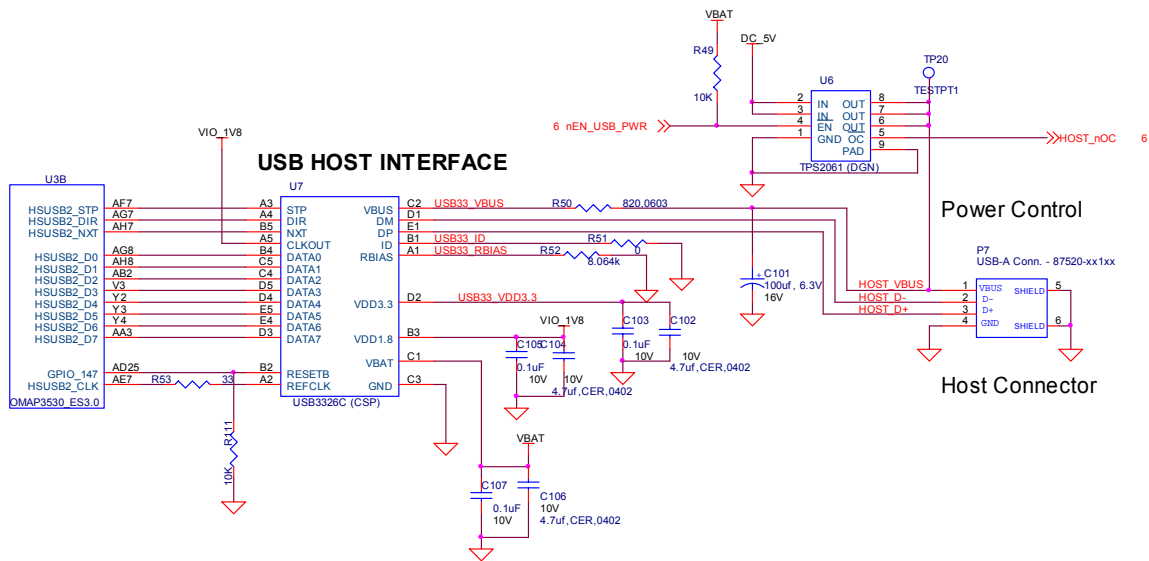 VBAT
DC_5V
R49
10K
TP20
TESTPT1
U6
2 IN OUT 8
3 IN OUT 7
4 EN OUT 6
1 GND OC 5
PAD 9
TPS2061 (DGN)
6 nEN_USB_PWR
HOST_nOC 6
VIO_1V8
USB HOST INTERFACE
Power Control
U3B
HSUSB2_STP AF7
HSUSB2_DIR AG7
HSUSB2_NXT AH7
HSUSB2_D0 AG8
HSUSB2_D1 AH8
HSUSB2_D2 AB2
HSUSB2_D3 V3
HSUSB2_D4 Y2
HSUSB2_D5 Y3
HSUSB2_D6 Y4
HSUSB2_D7 AA3
GPIO_147 AD25
HSUSB2_CLK AE7
OMAP3530_ES3.0
R53 33
R111
10K
U7
A3 STP
A4 DIR
B5 NXT
A5 CLKOUT
B4 DATA0
C5 DATA1
C4 DATA2
D5 DATA3
D4 DATA4
E5 DATA5
E4 DATA6
D3 DATA7
B2 RESETB
A2 REFCLK
VBUS C2
DM D1
DP E1
ID B1
RBIAS A1
VDD3.3 D2
VDD1.8 B3
VBAT C1
GND C3
USB3326C (CSP)
USB33_VBUS
R50 820,0603
USB33_ID
R51
0
USB33_RBIAS
R52
8.064k
USB33_VDD3.3
C101
100uf, 6.3V
16V
C103
0.1uF
10V
C102
10V
4.7uf,CER,0402
VIO_1V8
C105
0.1uF
10V
C104
10V
4.7uf,CER,0402
VBAT
C107
0.1uF
10V
C106
10V
4.7uf,CER,0402
P7
USB-A Conn. - 87520-xx1xx
HOST_VBUS 1 VBUS SHIELD 5
HOST_D- 2 D-
HOST_D+ 3 D+
4 GND SHIELD 6
Host Connector